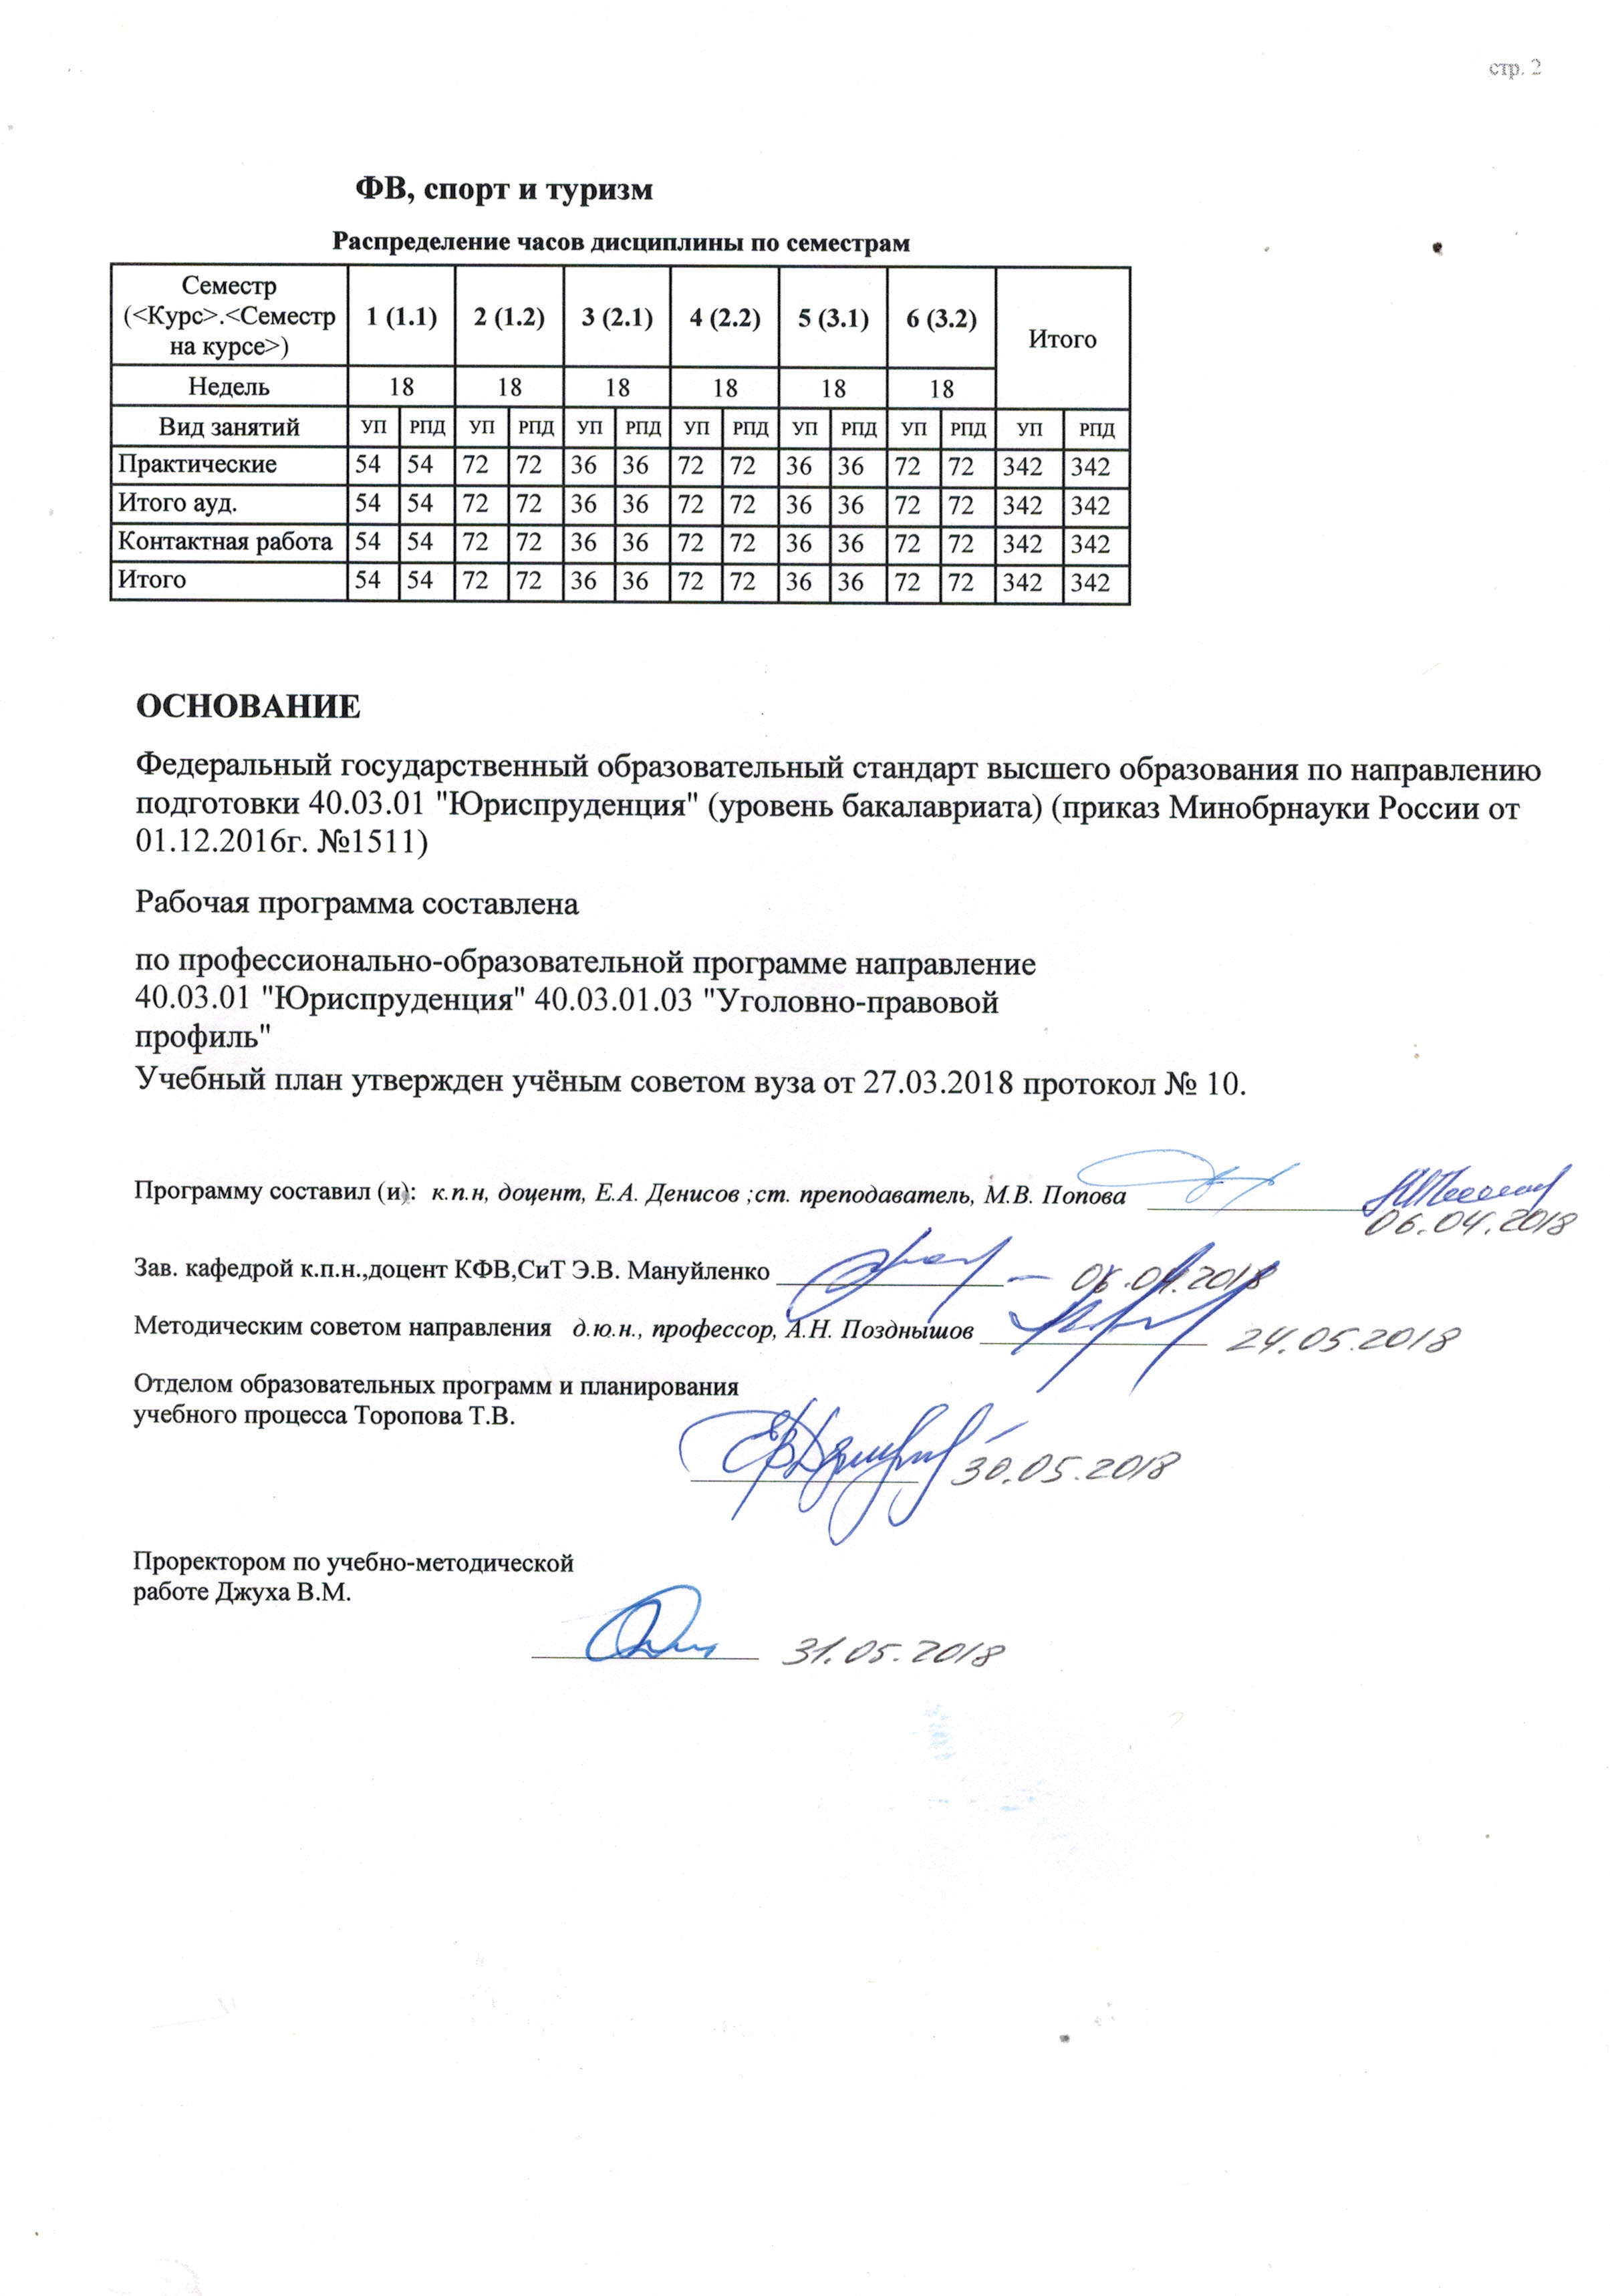 стр. 2
ФВ, спорт и туризм
Распределение часов дисциплины по семестрам
Семестр (<Курс>.<Семестр на курсе>) 1 (1.1) 2 (1.2) 3 (2.1) 4 (2.2) 5 (3.1) 6 (3.2) Итого
Недель 18 18 18 18 18 18
Вид занятий УП РПД УП РПД УП РПД УП РПД УП РПД УП РПД УП РПД
Практические 54 54 72 72 36 36 72 72 36 36 72 72 342 342
Итого ауд. 54 54 72 72 36 36 72 72 36 36 72 72 342 342
Контактная работа 54 54 72 72 36 36 72 72 36 36 72 72 342 342
Итого 54 54 72 72 36 36 72 72 36 36 72 72 342 342
ОСНОВАНИЕ
Федеральный государственный образовательный стандарт высшего образования по направлению
подготовки 40.03.01 "Юриспруденция" (уровень бакалавриата) (приказ Минобрнауки России от
01.12.2016г. №1511)
Рабочая программа составлена
по профессионально-образовательной программе направление
40.03.01 "Юриспруденция" 40.03.01.03 "Уголовно-правовой
профиль"
Учебный план утвержден учёным советом вуза от 27.03.2018 протокол № 10.
Программу составил (и): к.п.н, доцент, Е.А. Денисов ;ст. преподаватель, М.В. Попова
06.04.2018
Зав. кафедрой к.п.н.,доцент КФВ,СиТ Э.В. Мануйленко 06.04.2018
Методическим советом направления д.ю.н., профессор, А.Н. Позднышов 24.05.2018
Отделом образовательных программ и планирования
учебного процесса Торопова Т.В.
30.05.2018
Проректором по учебно-методической
работе Джуха В.М.
31.05.2018